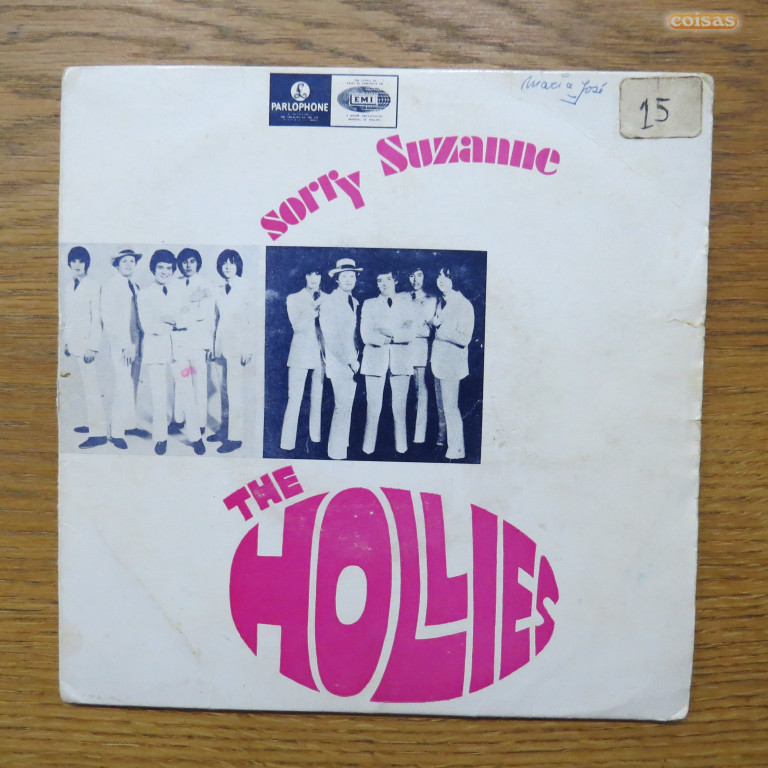 coisas
PARLOPHONE
EMI
Maria José
15
sorry Suzanne
THE
HOLLIES